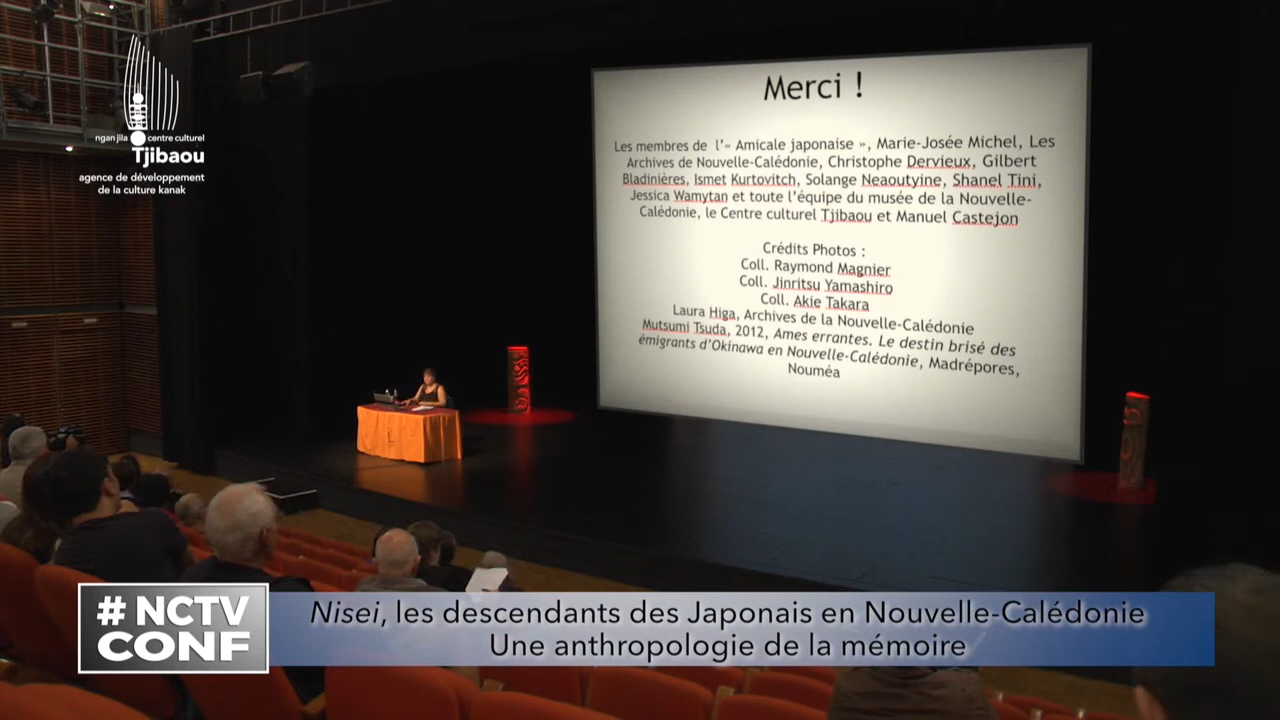 ngan jila centre culturel
Tjibaou
agence de développement
de la culture kanak
Merci !
Les membres de l'« Amicale japonaise », Marie-Josée Michel, Les
Archives de Nouvelle-Calédonie, Christophe Dervieux, Gilbert
Bladinières, Ismet Kurtovitch, Solange Neaoutyine, Shanel Tini,
Jessica Wamytan et toute l'équipe du musée de la Nouvelle-
Calédonie, le Centre culturel Tjibaou et Manuel Castejon
Crédits Photos :
Coll. Raymond Magnier
Coll. Jinritsu Yamashiro
Coll. Akie Takara
Laura Higa, Archives de la Nouvelle-Calédonie
Mutsumi Tsuda, 2012, Ames errantes. Le destin brisé des
émigrants d'Okinawa en Nouvelle-Calédonie, Madrépores,
Nouméa
# NCTV
CONF
Nisei, les descendants des Japonais en Nouvelle-Calédonie
Une anthropologie de la mémoire